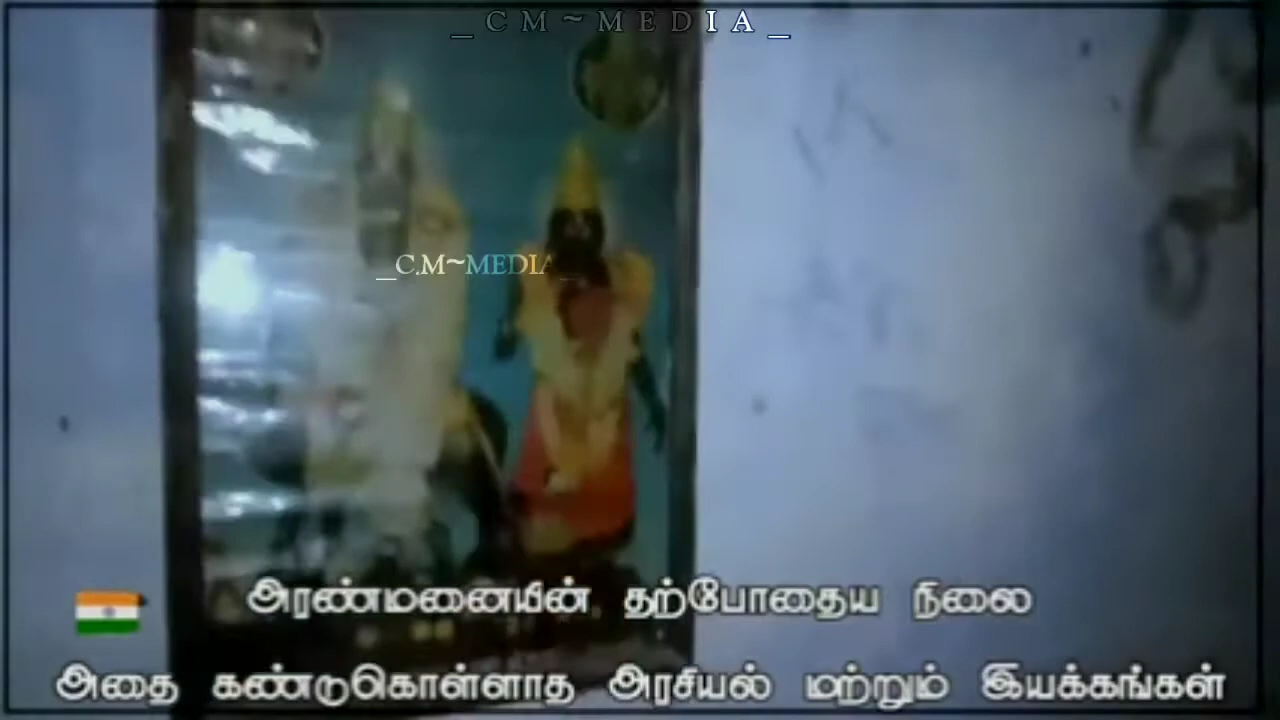 _ C M ~ M E D I A _
_C.M~MEDIA_
அரண்மனையின் தற்போதைய நிலை
அதை கண்டுகொள்ளாத அரசியல் மற்றும் இயக்கங்கள்